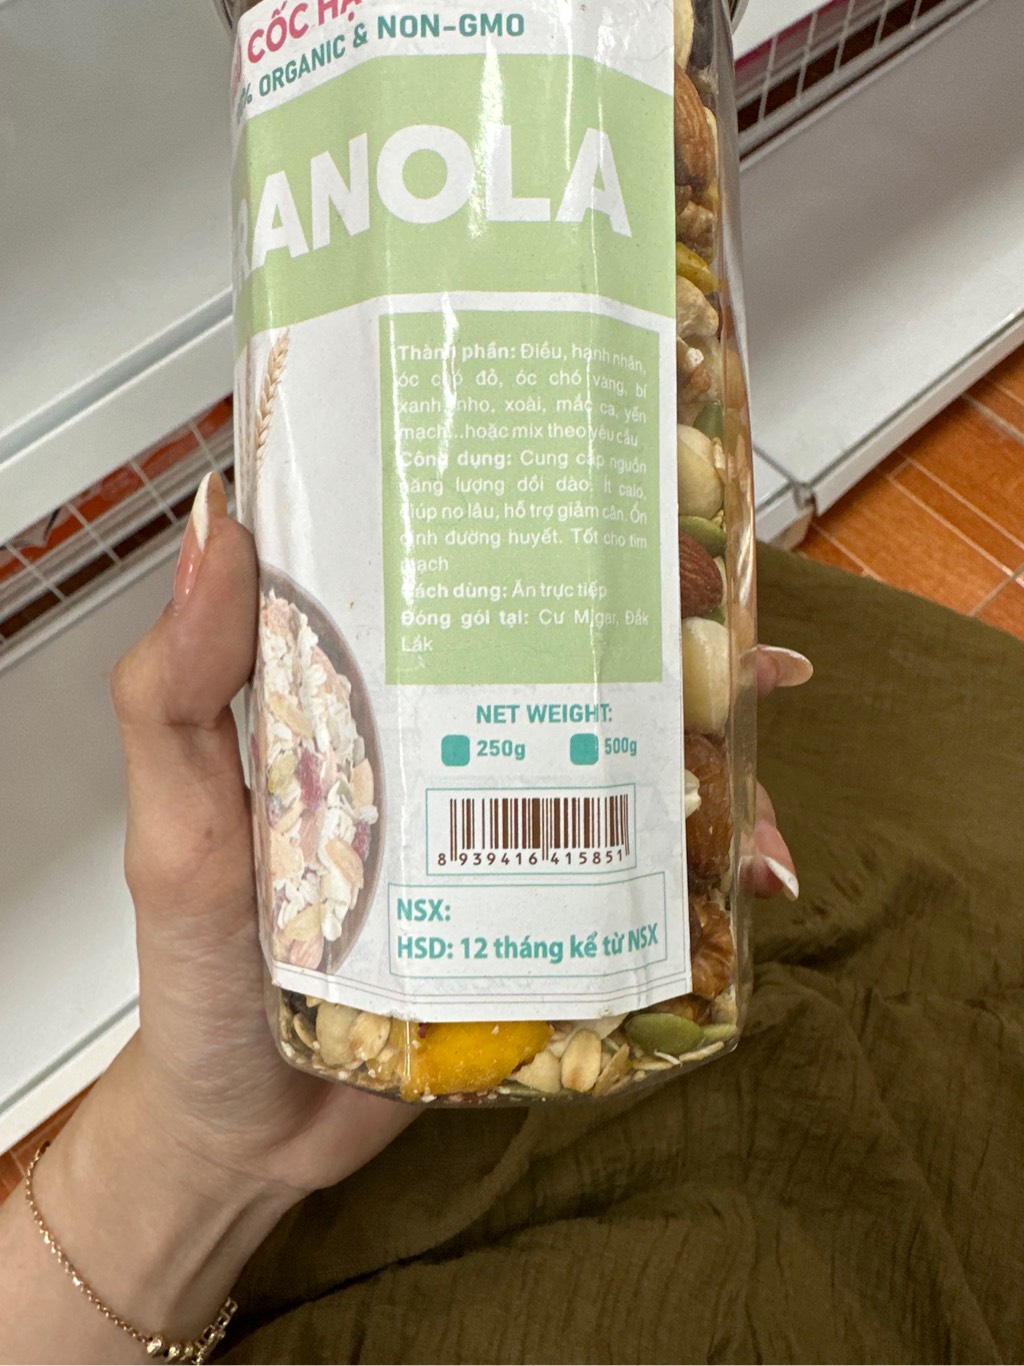 CỐC HẠ
% ORGANIC & NON-GMO
RANOLA
Thành phần: Điều, hạnh nhân,
óc chó đỏ, óc chó vàng, bí
xanh, nho, xoài, mắc ca, yến
mạch...hoặc mix theo yêu cầu
Công dụng: Cung cấp nguồn
năng lượng dồi dào, ít calo,
giúp no lâu, hỗ trợ giảm cân. Ổn
định đường huyết. Tốt cho tim
mạch
Cách dùng: Ăn trực tiếp
Đóng gói tại: Cư M'gar, Đắk
Lắk
NET WEIGHT:
250g 500g
8 939416 415851
NSX:
HSD: 12 tháng kể từ NSX